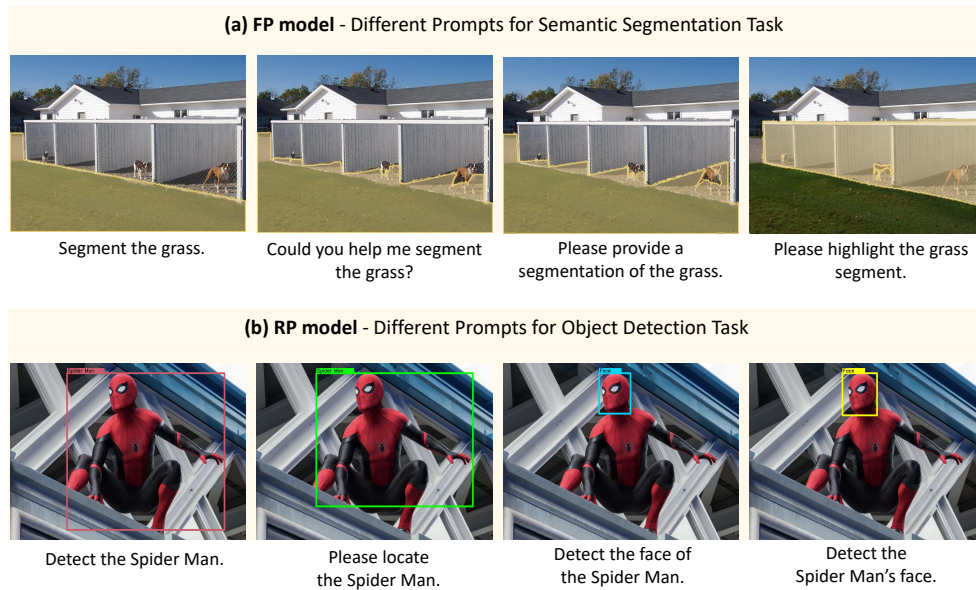 (a) FP model - Different Prompts for Semantic Segmentation Task
Segment the grass.
Could you help me segment
the grass?
Please provide a
segmentation of the grass.
Please highlight the grass
segment.
(b) RP model - Different Prompts for Object Detection Task
Spider Man
Spider Man
Face
Face
Detect the Spider Man.
Please locate
the Spider Man.
Detect the face of
the Spider Man.
Detect the
Spider Man's face.